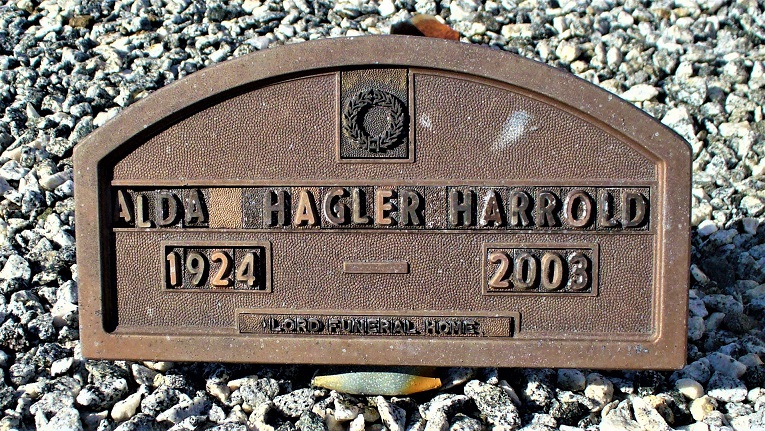 ALDA HAGLER HARROLD
1924 — 2003
LORD FUNERAL HOME